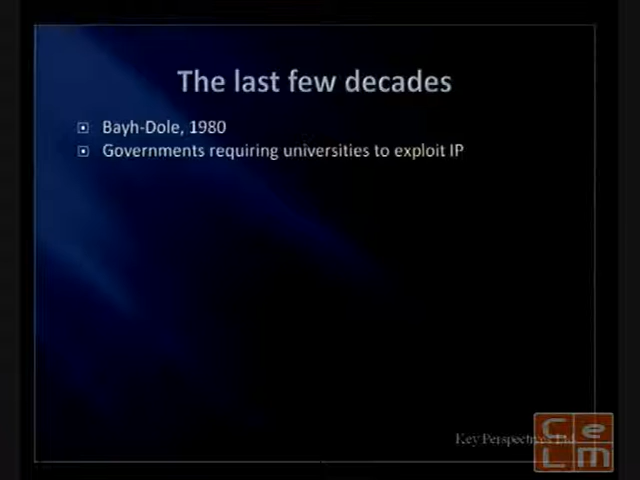 The last few decades
Bayh-Dole, 1980
Governments requiring universities to exploit IP
Key Perspectives Ltd
C e
L m